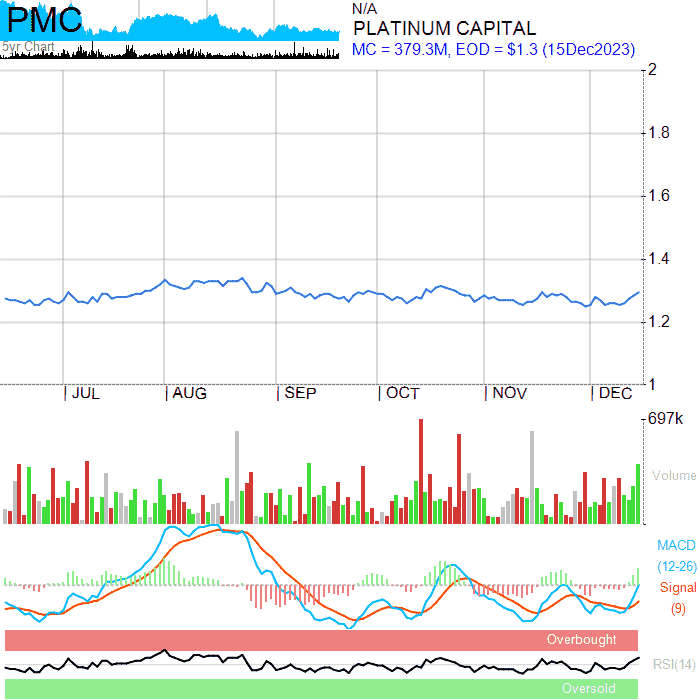 PMC
5yr Chart
N/A
PLATINUM CAPITAL
MC = 379.3M, EOD = $1.3 (15Dec2023)
2
1.8
1.6
1.4
1.2
1
JUL AUG SEP OCT NOV DEC
697k
Volume
MACD
(12-26)
Signal
(9)
Overbought
RSI(14)
Oversold